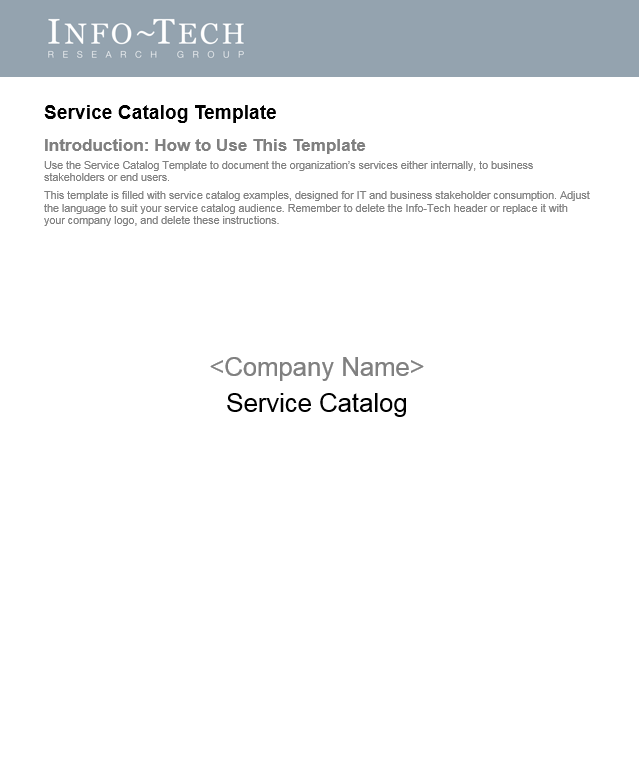 INFO~TECH
RESEARCH GROUP
Service Catalog Template
Introduction: How to Use This Template
Use the Service Catalog Template to document the organization's services either internally, to business
stakeholders or end users.
This template is filled with service catalog examples, designed for IT and business stakeholder consumption. Adjust
the language to suit your service catalog audience. Remember to delete the Info-Tech header or replace it with
your company logo, and delete these instructions.
<Company Name>
Service Catalog